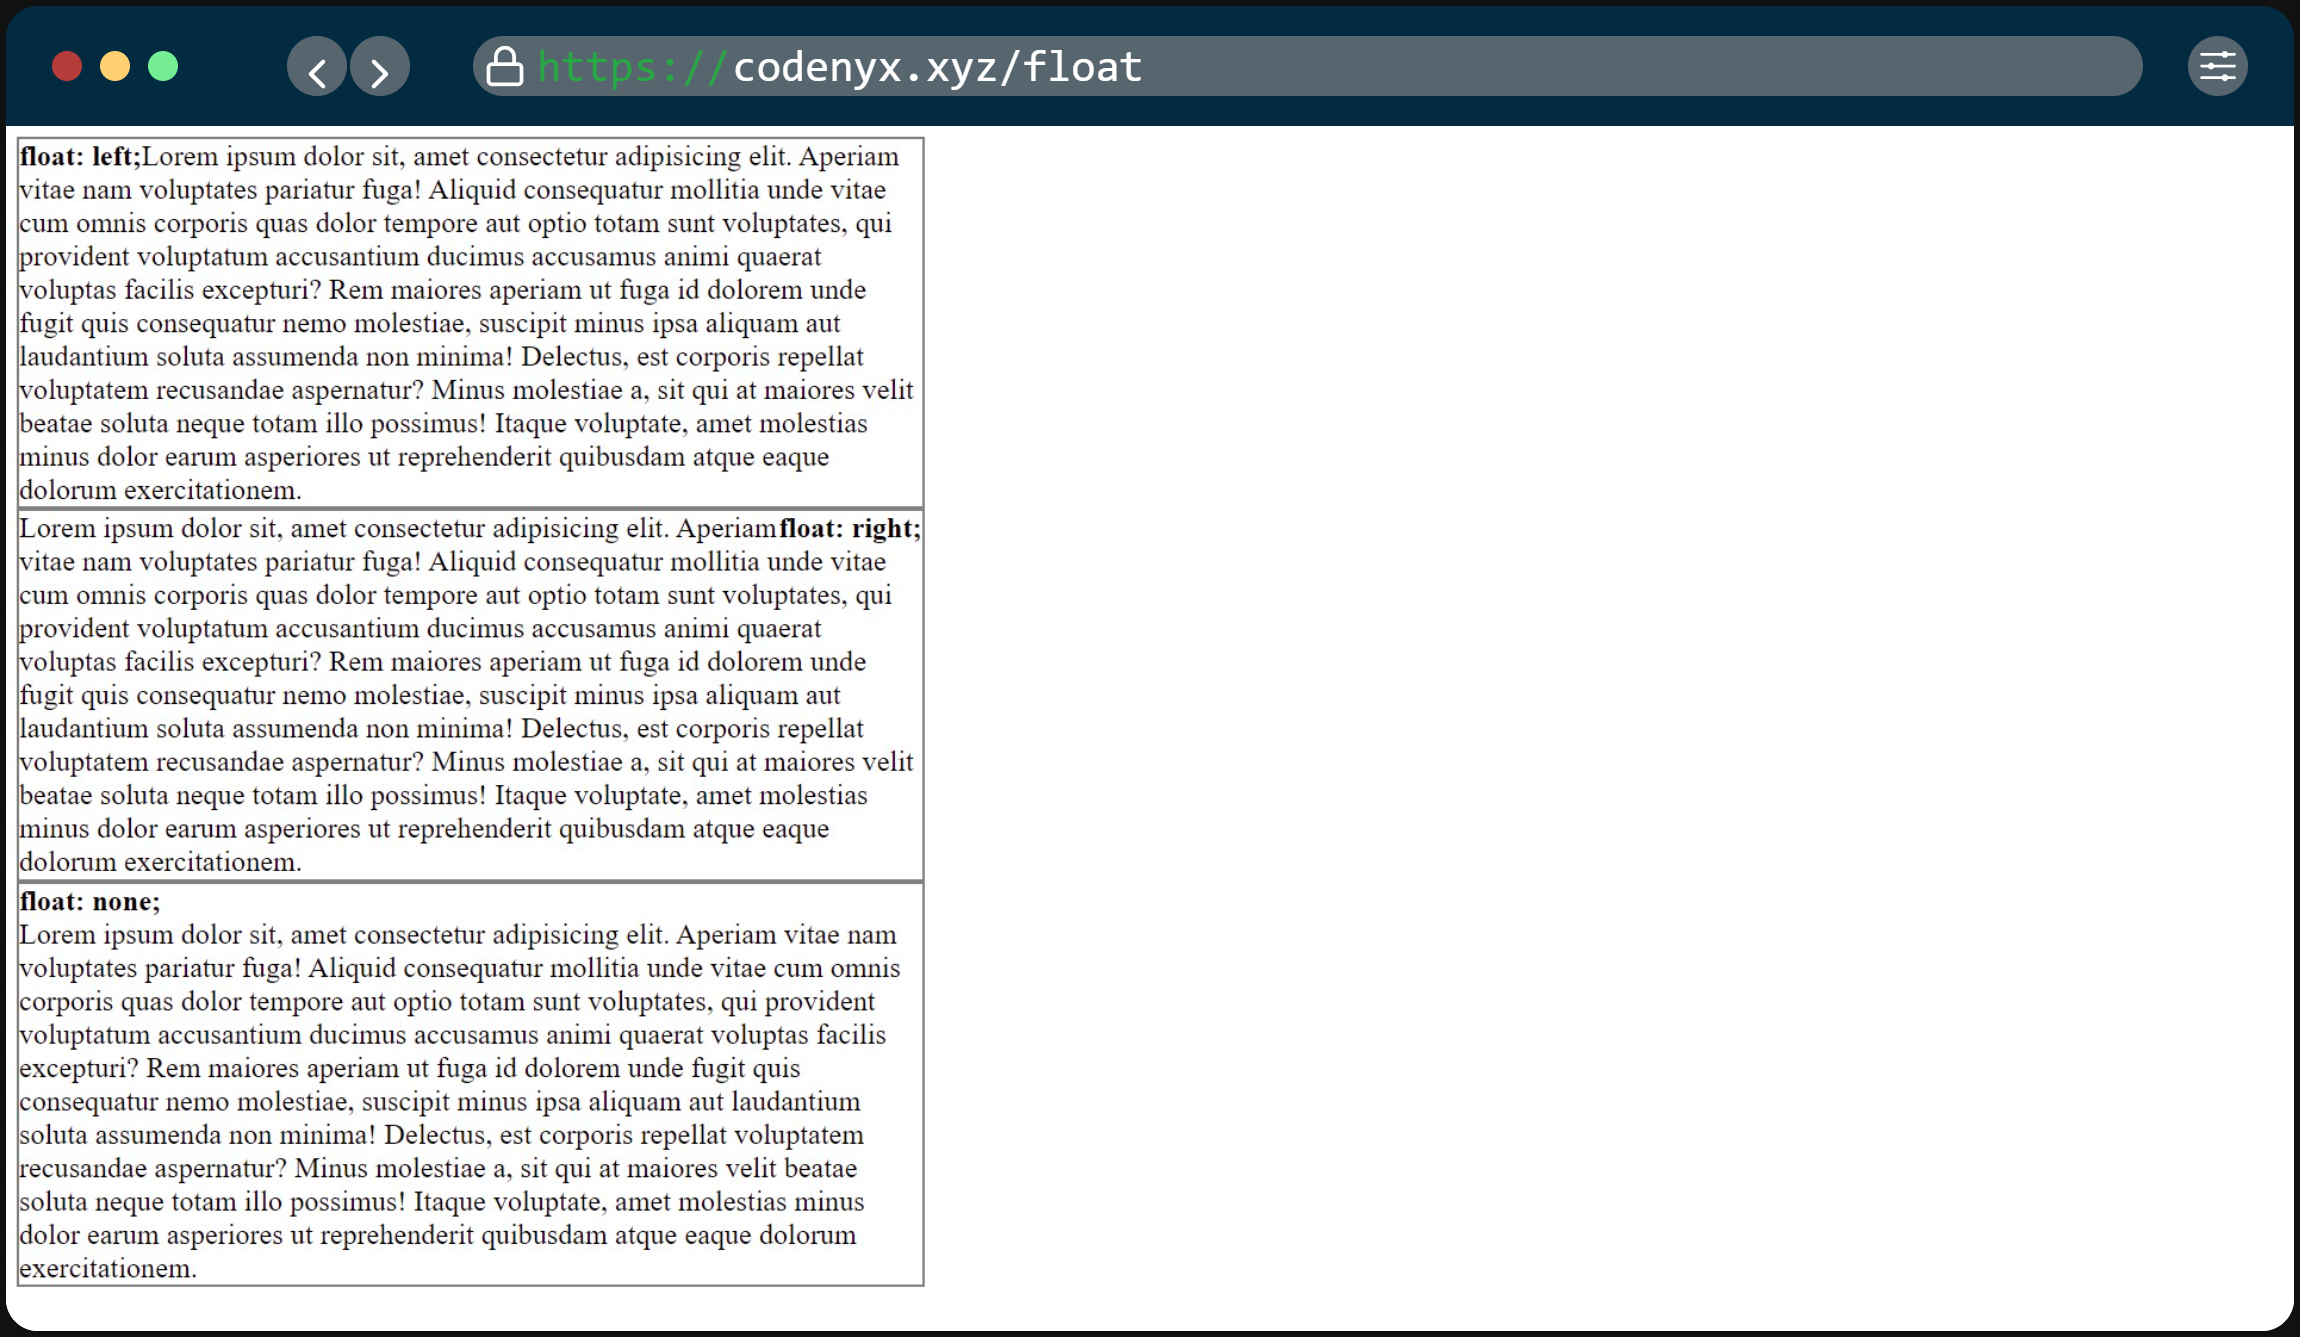 https://codenyx.xyz/float
float: left;Lorem ipsum dolor sit, amet consectetur adipisicing elit. Aperiam
vitae nam voluptates pariatur fuga! Aliquid consequatur mollitia unde vitae
cum omnis corporis quas dolor tempore aut optio totam sunt voluptates, qui
provident voluptatum accusantium ducimus accusamus animi quaerat
voluptas facilis excepturi? Rem maiores aperiam ut fuga id dolorem unde
fugit quis consequatur nemo molestiae, suscipit minus ipsa aliquam aut
laudantium soluta assumenda non minima! Delectus, est corporis repellat
voluptatem recusandae aspernatur? Minus molestiae a, sit qui at maiores velit
beatae soluta neque totam illo possimus! Itaque voluptate, amet molestias
minus dolor earum asperiores ut reprehenderit quibusdam atque eaque
dolorum exercitationem.
Lorem ipsum dolor sit, amet consectetur adipisicing elit. Aperiam float: right;
vitae nam voluptates pariatur fuga! Aliquid consequatur mollitia unde vitae
cum omnis corporis quas dolor tempore aut optio totam sunt voluptates, qui
provident voluptatum accusantium ducimus accusamus animi quaerat
voluptas facilis excepturi? Rem maiores aperiam ut fuga id dolorem unde
fugit quis consequatur nemo molestiae, suscipit minus ipsa aliquam aut
laudantium soluta assumenda non minima! Delectus, est corporis repellat
voluptatem recusandae aspernatur? Minus molestiae a, sit qui at maiores velit
beatae soluta neque totam illo possimus! Itaque voluptate, amet molestias
minus dolor earum asperiores ut reprehenderit quibusdam atque eaque
dolorum exercitationem.
float: none;
Lorem ipsum dolor sit, amet consectetur adipisicing elit. Aperiam vitae nam
voluptates pariatur fuga! Aliquid consequatur mollitia unde vitae cum omnis
corporis quas dolor tempore aut optio totam sunt voluptates, qui provident
voluptatum accusantium ducimus accusamus animi quaerat voluptas facilis
excepturi? Rem maiores aperiam ut fuga id dolorem unde fugit quis
consequatur nemo molestiae, suscipit minus ipsa aliquam aut laudantium
soluta assumenda non minima! Delectus, est corporis repellat voluptatem
recusandae aspernatur? Minus molestiae a, sit qui at maiores velit beatae
soluta neque totam illo possimus! Itaque voluptate, amet molestias minus
dolor earum asperiores ut reprehenderit quibusdam atque eaque dolorum
exercitationem.